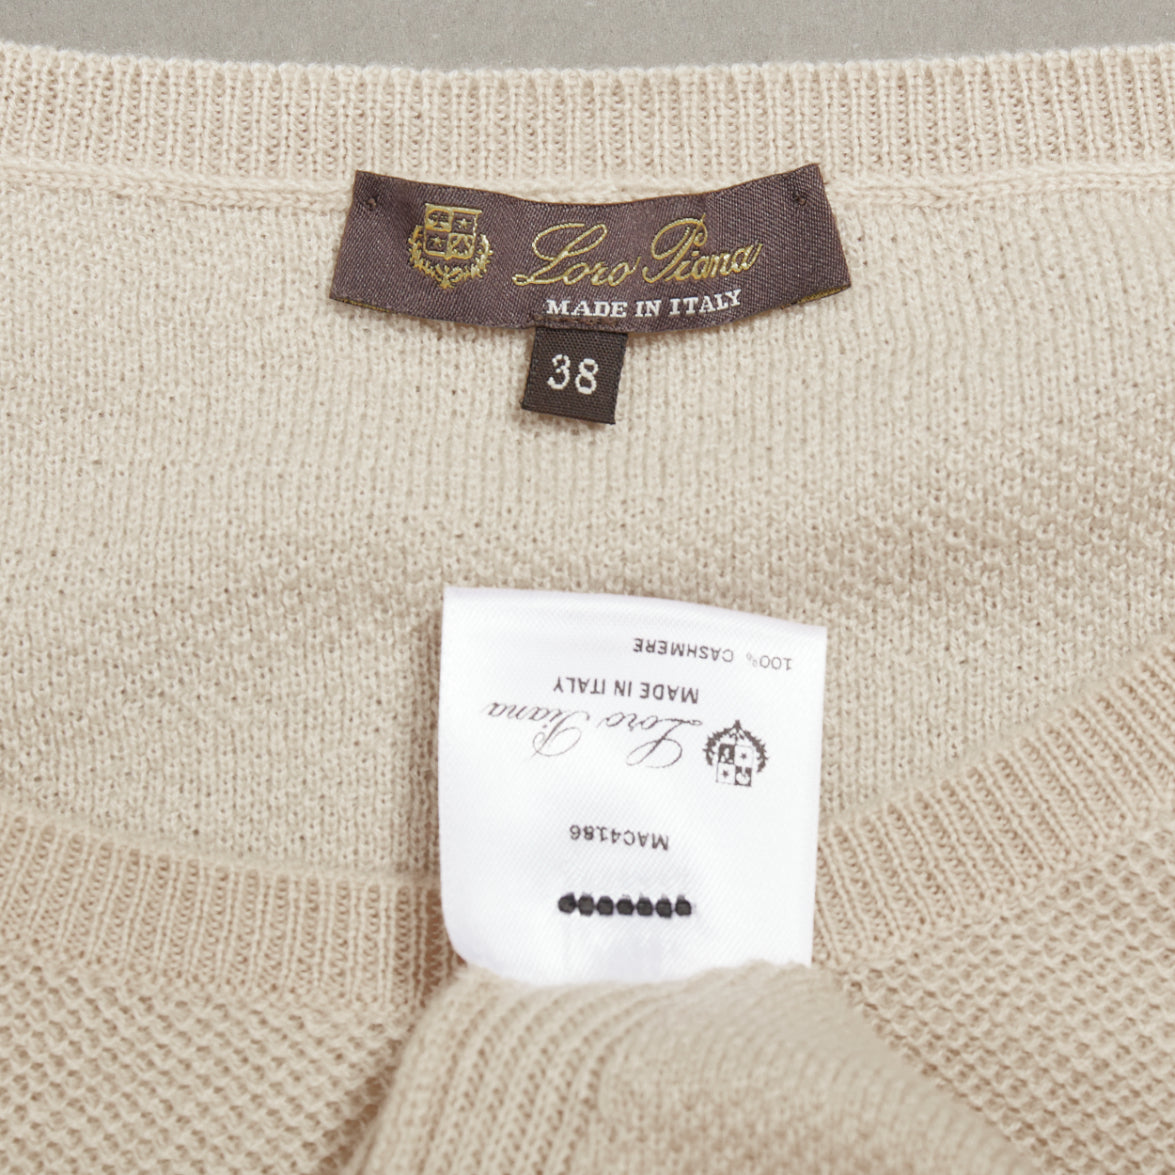 Loro Piana
MADE IN ITALY
38
MAC4186
Loro Piana
MADE IN ITALY
100% CASHMERE